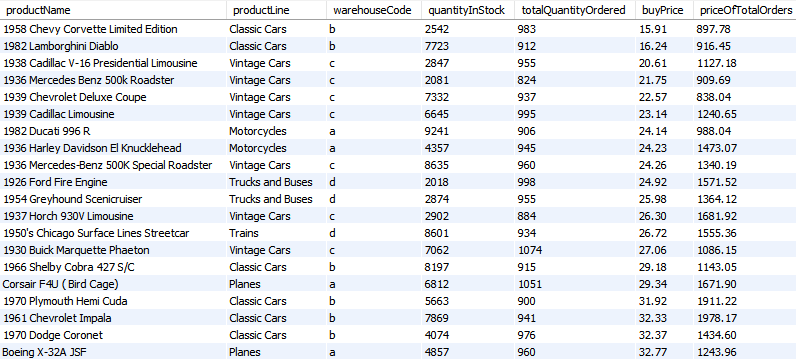 productName productLine warehouseCode quantityInStock totalQuantityOrdered buyPrice priceOfTotalOrders
1958 Chevy Corvette Limited Edition Classic Cars b 2542 983 15.91 897.78
1982 Lamborghini Diablo Classic Cars b 7723 912 16.24 916.45
1938 Cadillac V-16 Presidential Limousine Vintage Cars c 2847 955 20.61 1127.18
1936 Mercedes Benz 500k Roadster Vintage Cars c 2081 824 21.75 909.69
1939 Chevrolet Deluxe Coupe Vintage Cars c 7332 937 22.57 838.04
1939 Cadillac Limousine Vintage Cars c 6645 995 23.14 1240.65
1982 Ducati 996 R Motorcycles a 9241 906 24.14 988.04
1936 Harley Davidson El Knucklehead Motorcycles a 4357 945 24.23 1473.07
1936 Mercedes-Benz 500K Special Roadster Vintage Cars c 8635 960 24.26 1340.19
1926 Ford Fire Engine Trucks and Buses d 2018 998 24.92 1571.52
1954 Greyhound Scenicruiser Trucks and Buses d 2874 955 25.98 1364.12
1937 Horch 930V Limousine Vintage Cars c 2902 884 26.30 1681.92
1950's Chicago Surface Lines Streetcar Trains d 8601 934 26.72 1555.36
1930 Buick Marquette Phaeton Vintage Cars c 7062 1074 27.06 1086.15
1966 Shelby Cobra 427 S/C Classic Cars b 8197 915 29.18 1143.05
Corsair F4U ( Bird Cage) Planes a 6812 1051 29.34 1671.90
1970 Plymouth Hemi Cuda Classic Cars b 5663 900 31.92 1911.22
1961 Chevrolet Impala Classic Cars b 7869 941 32.33 1978.17
1970 Dodge Coronet Classic Cars b 4074 976 32.37 1434.60
Boeing X-32A JSF Planes a 4857 960 32.77 1243.96